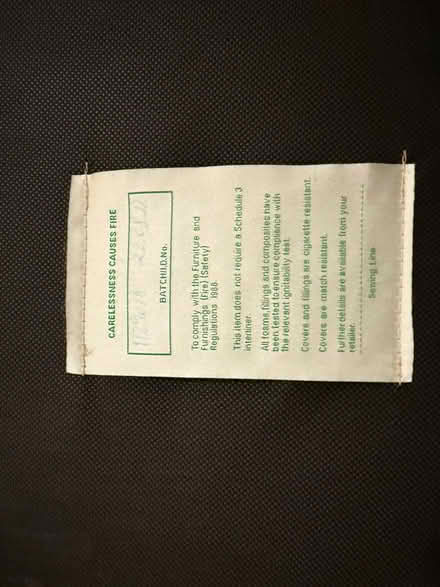 CARELESSNESS CAUSES FIRE
BATCH/I.D. No.
To comply with the Furniture and
Furnishings (Fire) (Safety)
Regulations 1988
This item does not require a Schedule 3
interliner.
All foams, fillings and composites have
been tested to ensure compliance with
the relevant ignitability test.
Covers and fillings are cigarette resistant.
Covers are match resistant.
Further details are available from your
retailer.
Sewing Line